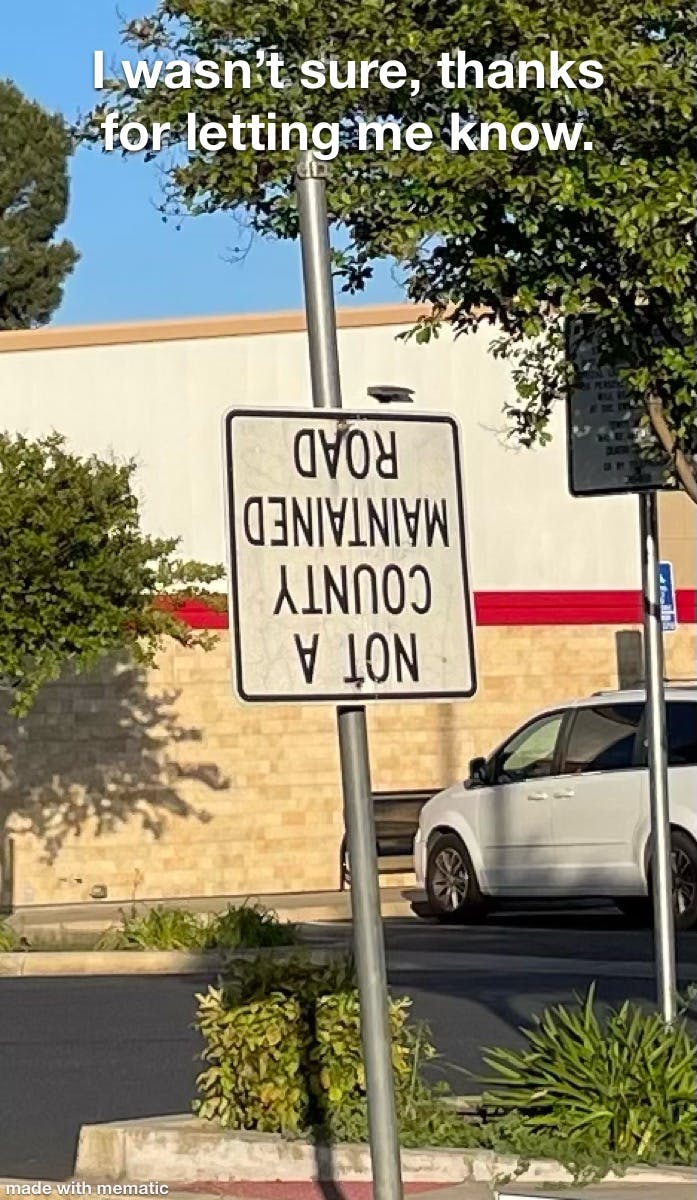 I wasn't sure, thanks
for letting me know.
NOT A
COUNTY
MAINTAINED
ROAD
made with mematic